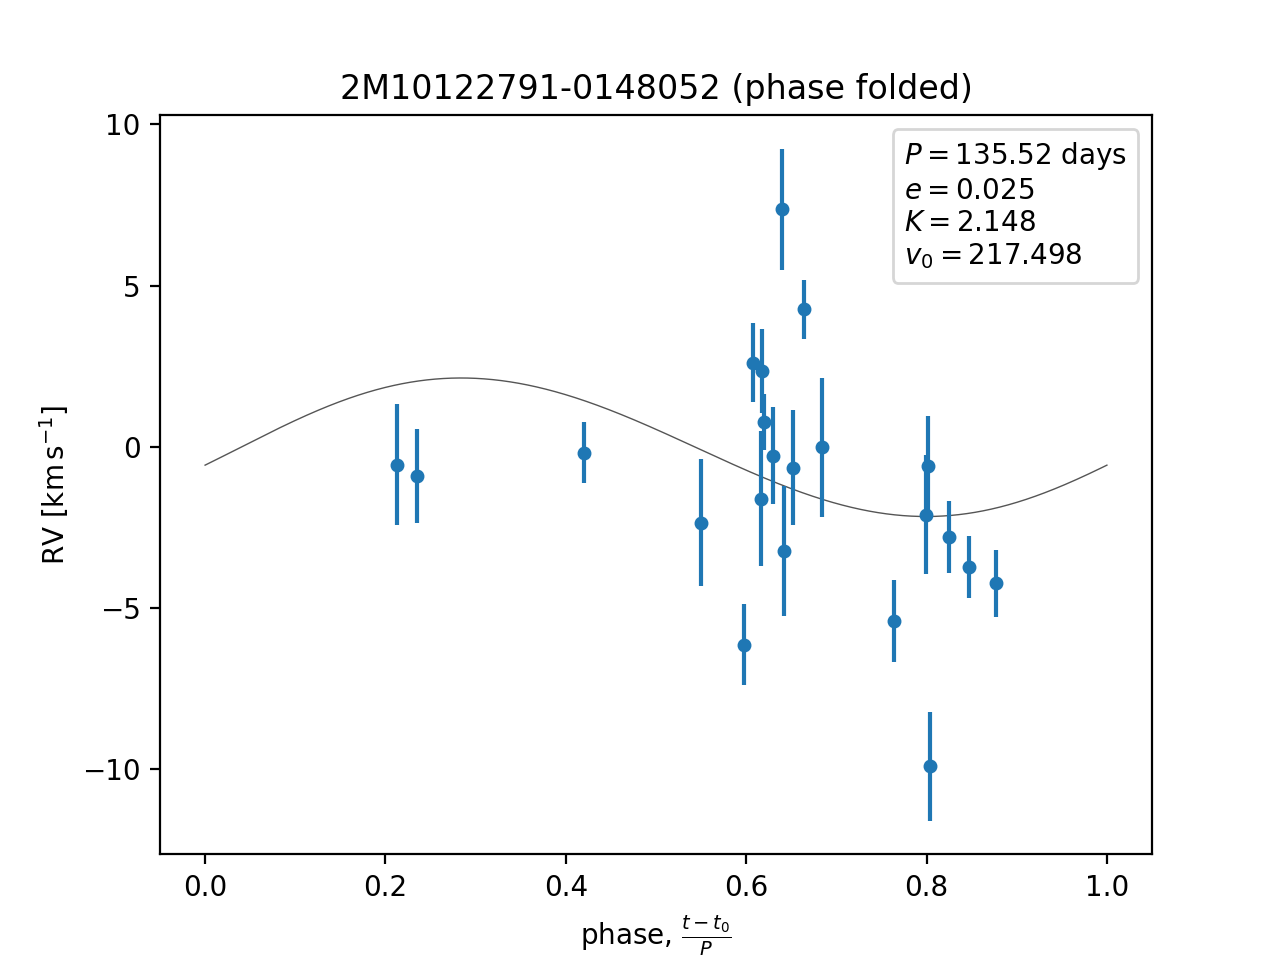 2M10122791-0148052 (phase folded)
P = 135.52 days
e = 0.025
K = 2.148
v₀ = 217.498
10
5
0
−5
−10
RV [km s⁻¹]
0.0 0.2 0.4 0.6 0.8 1.0
phase, (t − t₀)/P